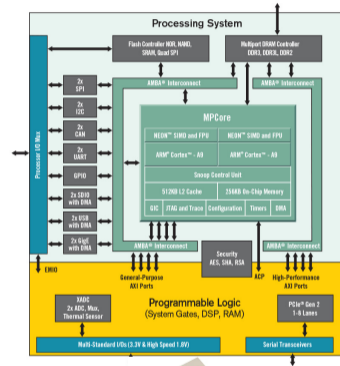 Processing System
Flash Controller NOR, NAND,
SRAM, Quad SPI
Multiport DRAM Controller
DDR3, DDR3L, DDR2
Processor I/O Mux
2x
SPI
2x
I2C
2x
CAN
2x
UART
GPIO
2x SDIO
with DMA
2x USB
with DMA
2x GigE
with DMA
AMBA® Interconnect
AMBA® Interconnect
MPCore
NEON™ SIMD and FPU
NEON™ SIMD and FPU
ARM® Cortex™ - A9
ARM® Cortex™ - A9
Snoop Control Unit
512KB L2 Cache
256KB On-Chip Memory
GIC
JTAG and Trace
Configuration
Timers
DMA
AMBA® Interconnect
AMBA® Interconnect
Security
AES, SHA, RSA
EMIO
General-Purpose
AXI Ports
ACP
High-Performance
AXI Ports
Programmable Logic
(System Gates, DSP, RAM)
XADC
2x ADC, Mux,
Thermal Sensor
PCIe® Gen 2
1-8 Lanes
Multi-Standard I/Os (3.3V & High Speed 1.8V)
Serial Transceivers